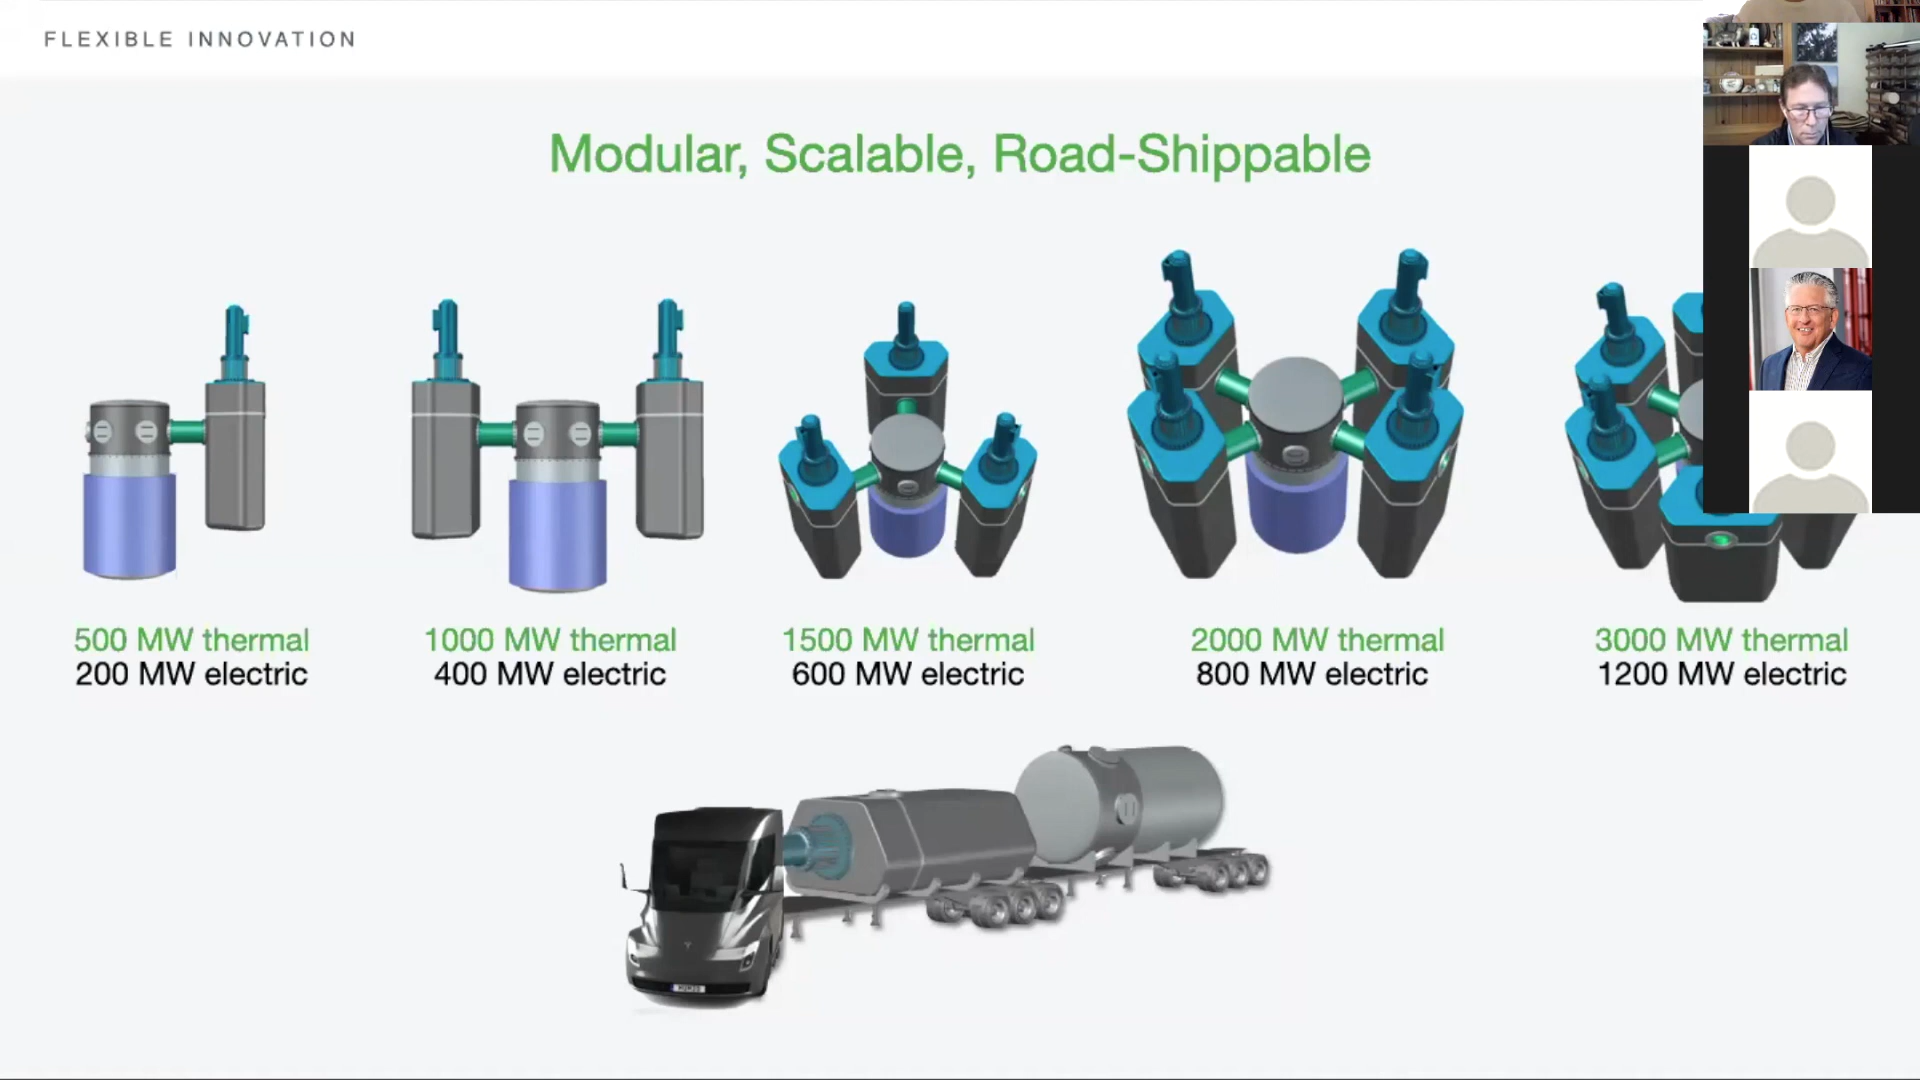 FLEXIBLE INNOVATION
Modular, Scalable, Road-Shippable
500 MW thermal
200 MW electric
1000 MW thermal
400 MW electric
1500 MW thermal
600 MW electric
2000 MW thermal
800 MW electric
3000 MW thermal
1200 MW electric